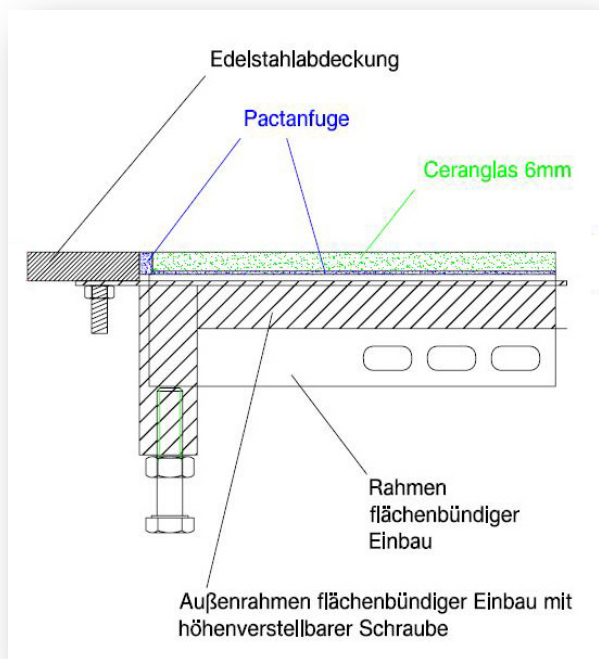 Edelstahlabdeckung
Pactanfuge
Ceranglas 6mm
Rahmen
flächenbündiger
Einbau
Außenrahmen flächenbündiger Einbau mit
höhenverstellbarer Schraube